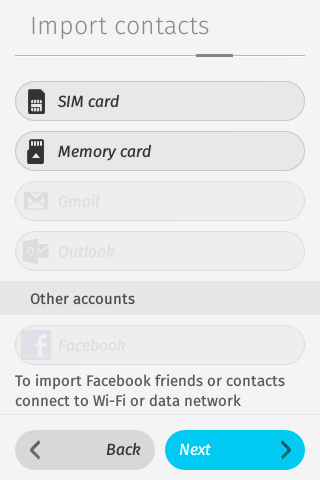 Import contacts
SIM card
Memory card
Gmail
Outlook
Other accounts
Facebook
To import Facebook friends or contacts
connect to Wi-Fi or data network
Back
Next